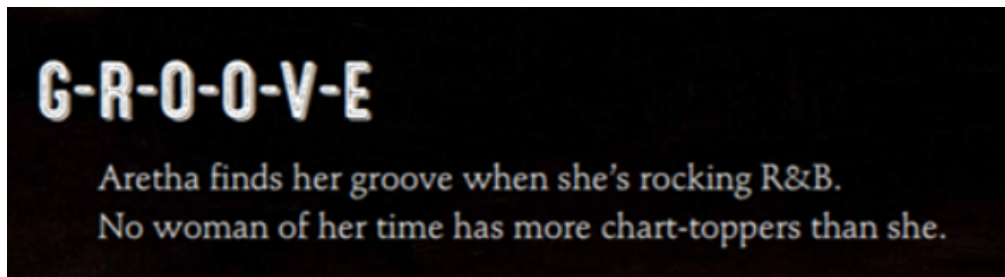 G-R-O-O-V-E
Aretha finds her groove when she's rocking R&B.
No woman of her time has more chart-toppers than she.